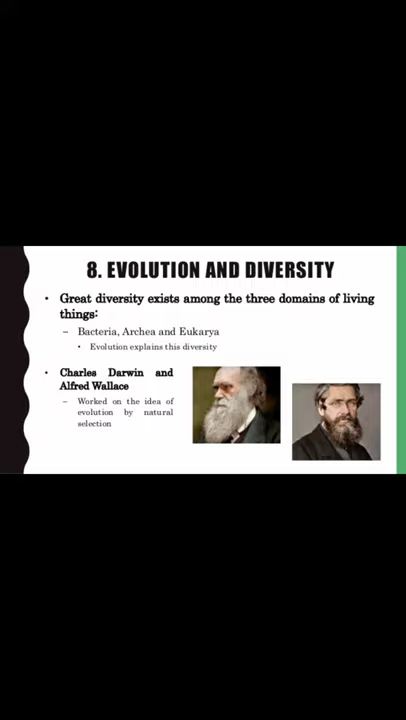 8. EVOLUTION AND DIVERSITY
• Great diversity exists among the three domains of living
things:
– Bacteria, Archea and Eukarya
• Evolution explains this diversity
• Charles Darwin and
Alfred Wallace
– Worked on the idea of
evolution by natural
selection